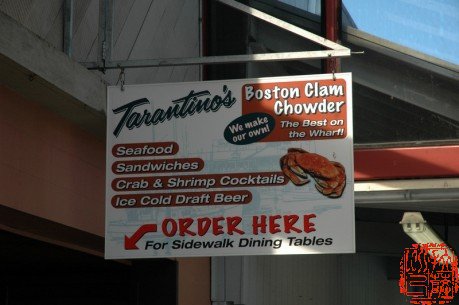 Tarantino's
Boston Clam
Chowder
We make
our own!
The Best on
the Wharf!
Seafood
Sandwiches
Crab & Shrimp Cocktails
Ice Cold Draft Beer
ORDER HERE
For Sidewalk Dining Tables